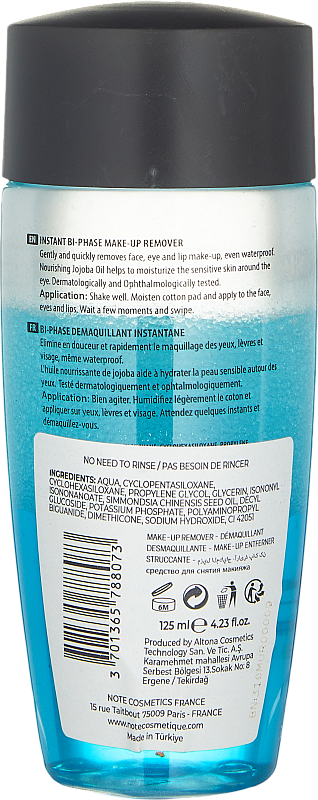 EN INSTANT BI-PHASE MAKE-UP REMOVER
Gently and quickly removes face, eye and lip make-up, even waterproof.
Nourishing Jojoba Oil helps to moisturize the sensitive skin around the
eye. Dermatologically and Ophthalmologically tested.
Application: Shake well. Moisten cotton pad and apply to the face,
eyes and lips. Wait a few moments and swipe.
FR BI-PHASE DEMAQUILLANT INSTANTANE
Elimine en douceur et rapidement le maquillage des yeux, lèvres et
visage, même waterproof.
L'huile nourrissante de jojoba aide à hydrater la peau sensible autour des
yeux. Testé dermatologiquement et ophtalmologiquement.
Application: Bien agiter. Humidifiez légèrement le coton et
appliquer sur yeux, lèvres et visage. Attendez quelques instants et
démaquillez-vous.
NO NEED TO RINSE / PAS BESOIN DE RINCER
INGREDIENTS: AQUA, CYCLOPENTASILOXANE,
CYCLOHEXASILOXANE, PROPYLENE GLYCOL, GLYCERIN, ISONONYL
ISONONANOATE, SIMMONDSIA CHINENSIS SEED OIL, DECYL
GLUCOSIDE, POTASSIUM PHOSPHATE, POLYAMINOPROPYL
BIGUANIDE, DIMETHICONE, SODIUM HYDROXIDE, CI 42051
MAKE-UP REMOVER - DÉMAQUILLANT
DESMAQUILLANTE - MAKE-UP ENTFERNER
STRUCCANTE -
средство для снятия макияжа
6M
125 ml e 4.23 fl.oz.
Produced by Altona Cosmetics
Technology San. Ve Tic. A.Ş.
Karamehmet mahallesi Avrupa
Serbest Bölgesi 13.Sokak No: 8
Ergene / Tekirdağ
3 701365 788073
NOTE COSMETICS FRANCE
15 rue Taitbout 75009 Paris - FRANCE
www.notecosmetique.com
Made in Türkiye